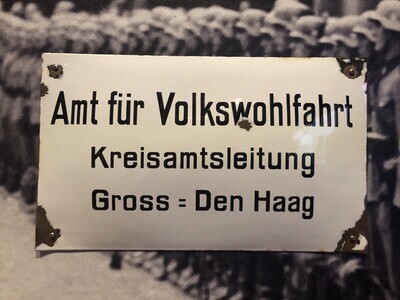 Amt für Volkswohlfahrt
Kreisamtsleitung
Gross = Den Haag